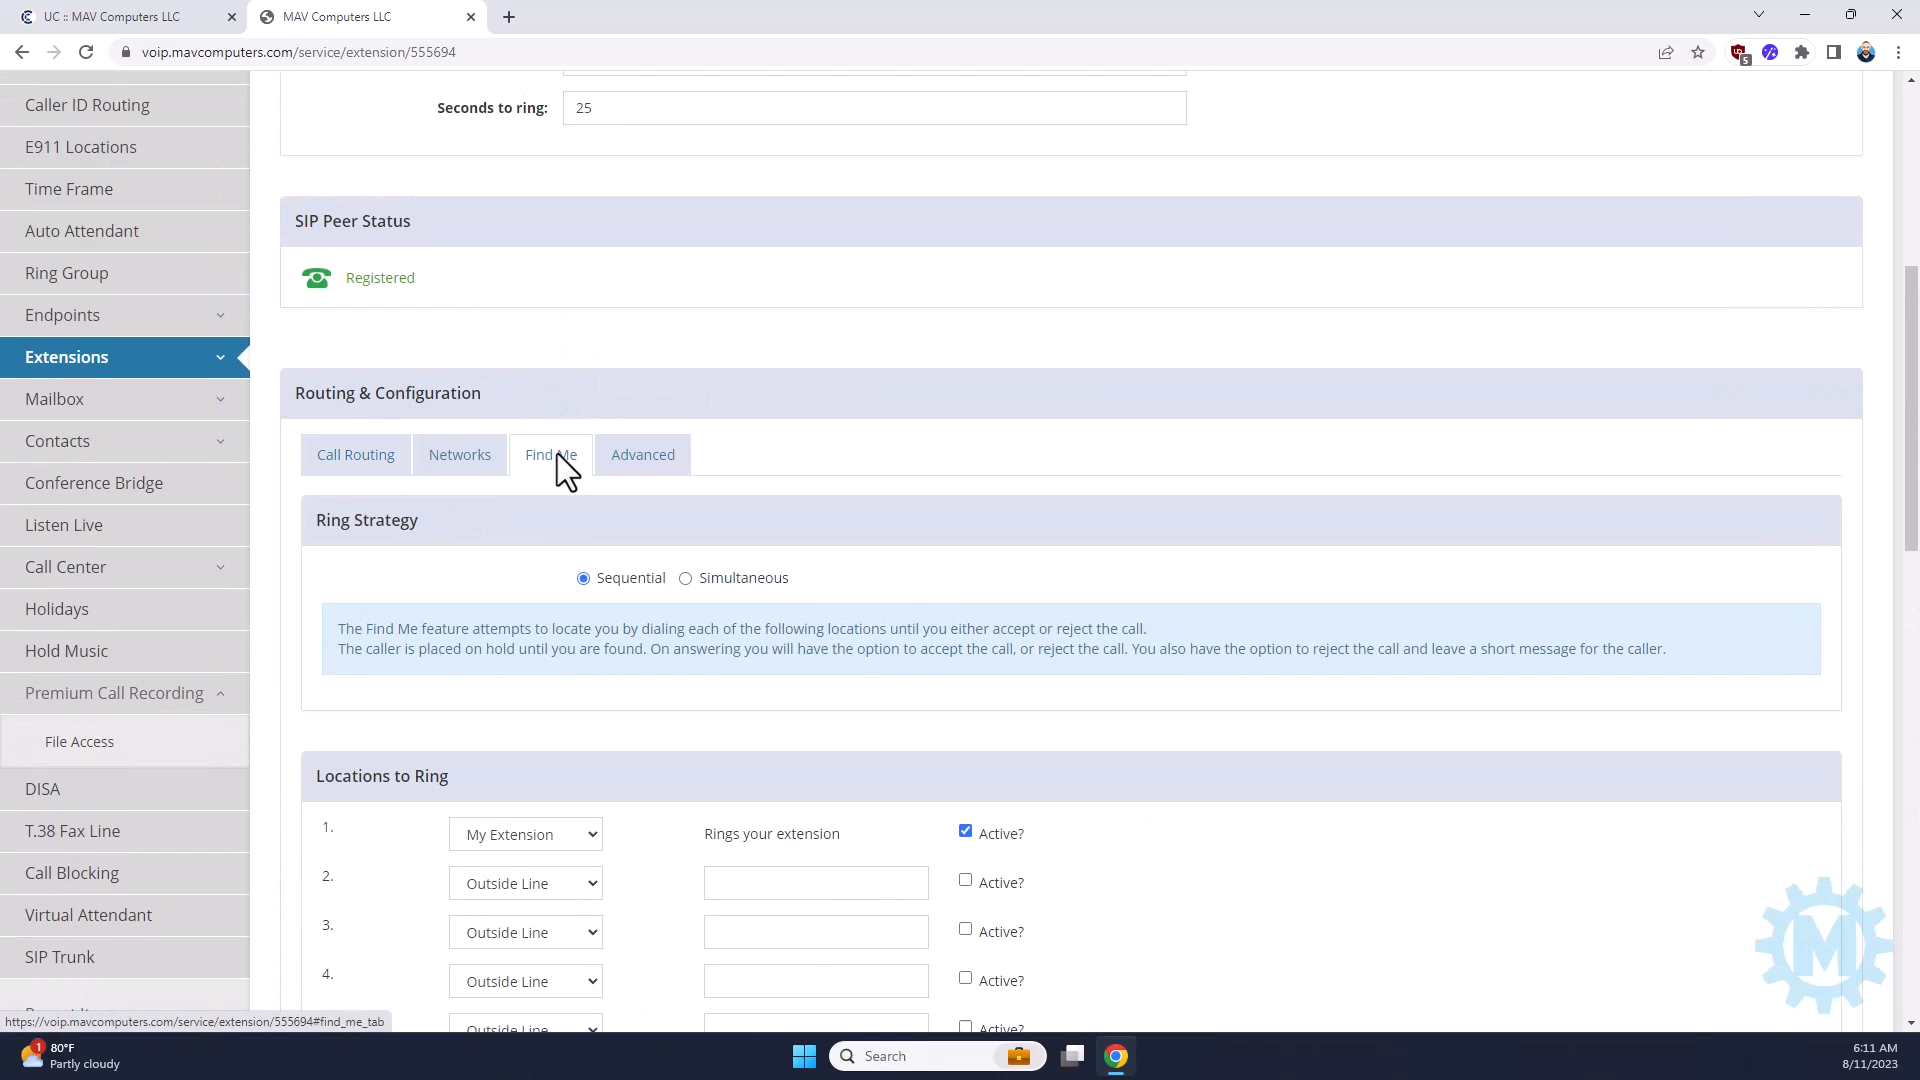 UC :: MAV Computers LLC
MAV Computers LLC
voip.mavcomputers.com/service/extension/555694
5
Caller ID Routing
E911 Locations
Time Frame
Auto Attendant
Ring Group
Endpoints
Extensions
Mailbox
Contacts
Conference Bridge
Listen Live
Call Center
Holidays
Hold Music
Premium Call Recording
File Access
DISA
T.38 Fax Line
Call Blocking
Virtual Attendant
SIP Trunk
Seconds to ring:
25
SIP Peer Status
Registered
Routing & Configuration
Call Routing
Networks
Find Me
Advanced
Ring Strategy
Sequential
Simultaneous
The Find Me feature attempts to locate you by dialing each of the following locations until you either accept or reject the call.
The caller is placed on hold until you are found. On answering you will have the option to accept the call, or reject the call. You also have the option to reject the call and leave a short message for the caller.
Locations to Ring
1. My Extension Rings your extension Active?
2. Outside Line Active?
3. Outside Line Active?
4. Outside Line Active?
Outside Line Active?
M
https://voip.mavcomputers.com/service/extension/555694#find_me_tab
1
80°F
Partly cloudy
Search
6:11 AM
8/11/2023